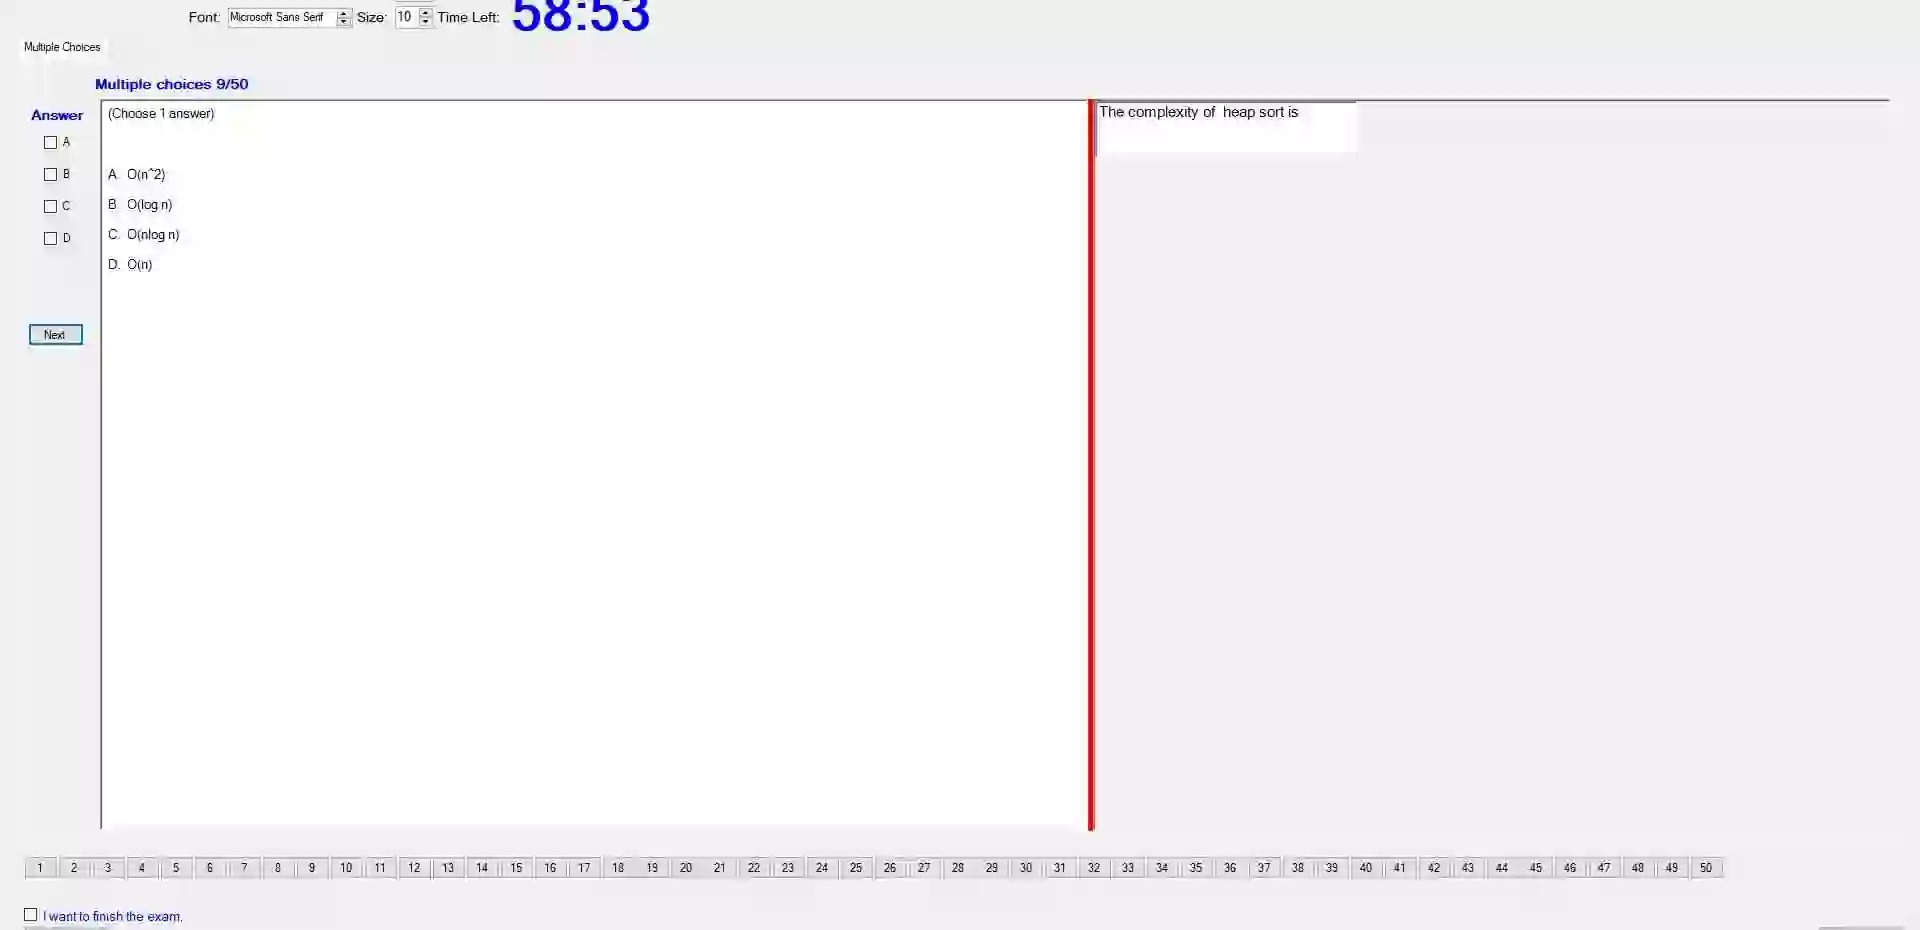 Font: Microsoft Sans Serif Size: 10 Time Left: 58:53
Multiple Choices
Multiple choices 9/50
Answer
A
B
C
D
Next
(Choose 1 answer)
A. O(n^2)
B. O(log n)
C. O(nlog n)
D. O(n)
The complexity of heap sort is
1 2 3 4 5 6 7 8 9 10 11 12 13 14 15 16 17 18 19 20 21 22 23 24 25 26 27 28 29 30 31 32 33 34 35 36 37 38 39 40 41 42 43 44 45 46 47 48 49 50
I want to finish the exam.